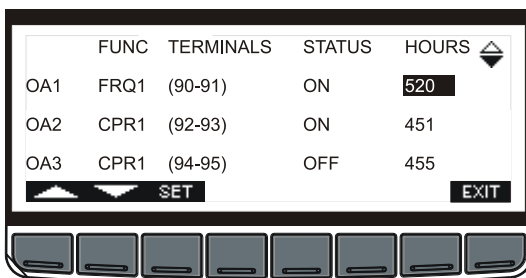 FUNC TERMINALS STATUS HOURS
OA1 FRQ1 (90-91) ON 520
OA2 CPR1 (92-93) ON 451
OA3 CPR1 (94-95) OFF 455
SET EXIT